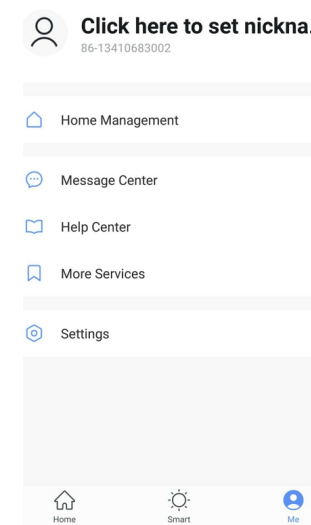 Click here to set nickna.
86-13410683002
Home Management
Message Center
Help Center
More Services
Settings
Home
Smart
Me